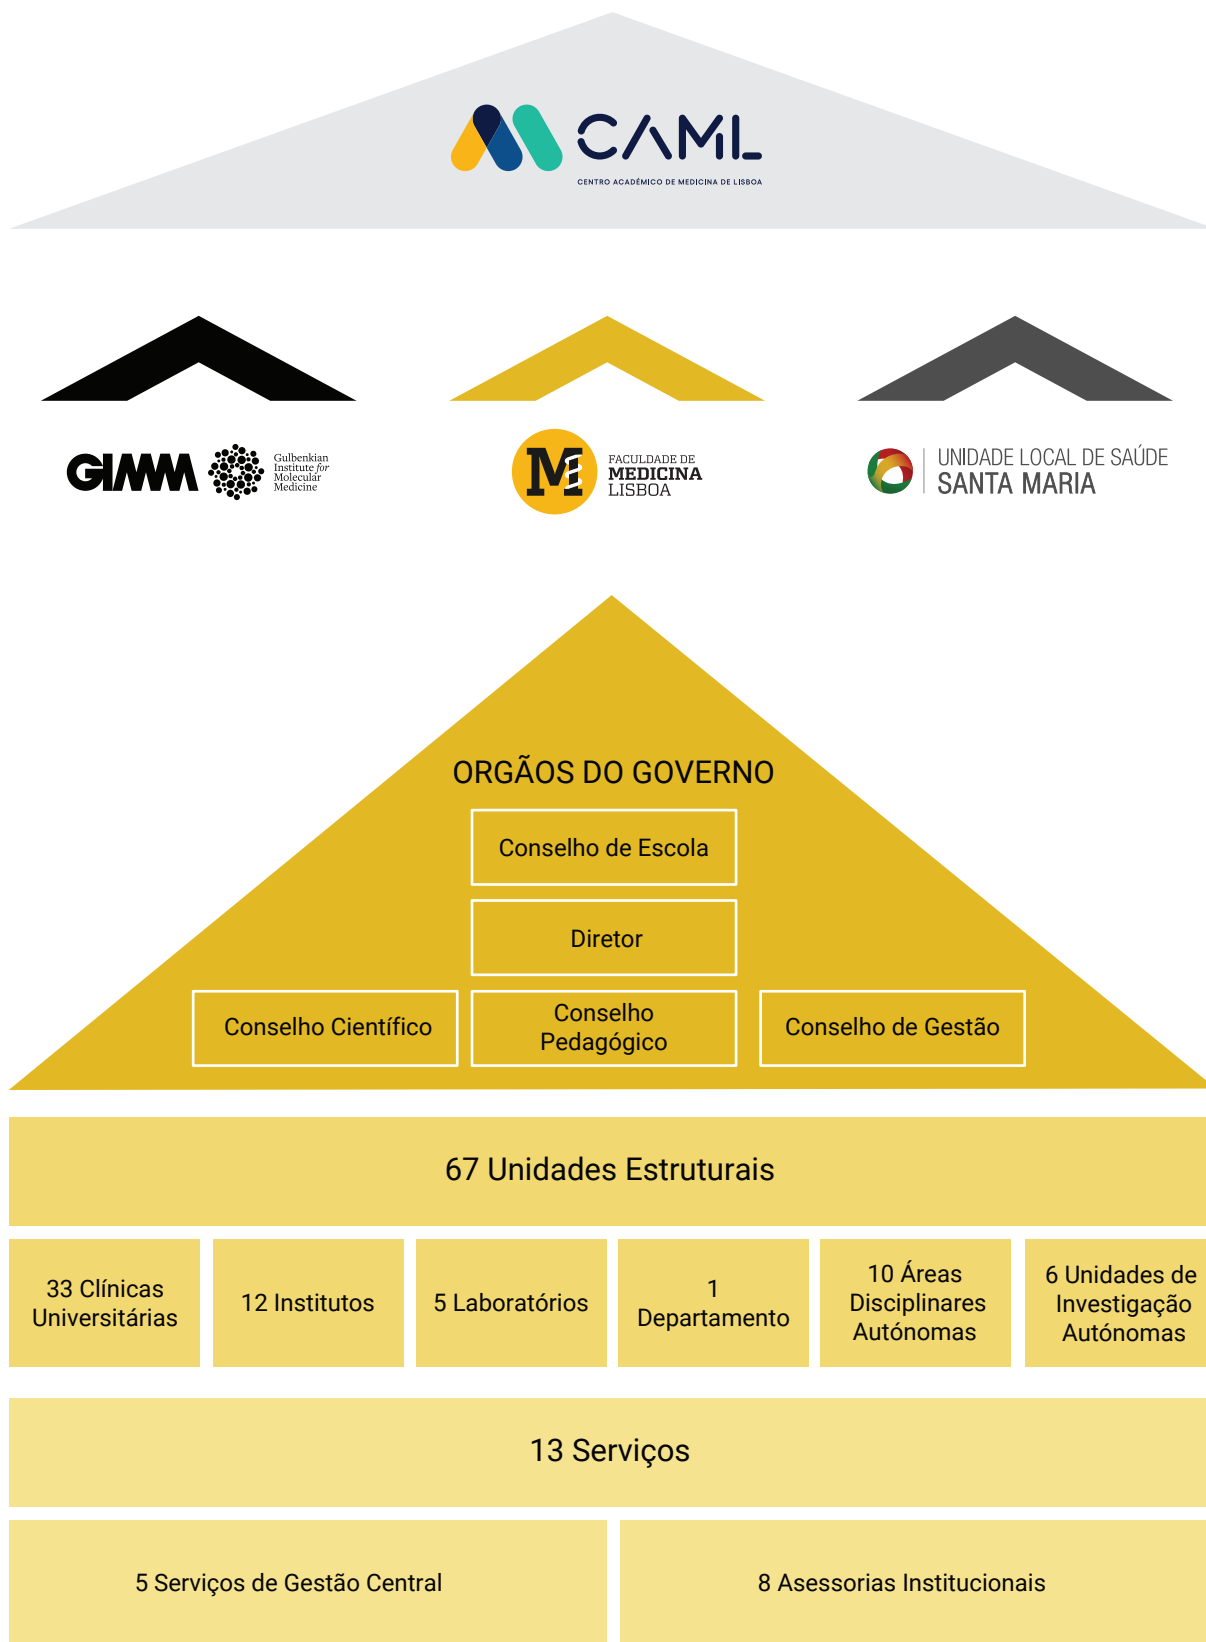 CAML
CENTRO ACADÉMICO DE MEDICINA DE LISBOA
GIMM
Gulbenkian
Institute for
Molecular
Medicine
M
FACULDADE DE
MEDICINA
LISBOA
UNIDADE LOCAL DE SAÚDE
SANTA MARIA
ORGÃOS DO GOVERNO
Conselho de Escola
Diretor
Conselho Científico
Conselho
Pedagógico
Conselho de Gestão
67 Unidades Estruturais
33 Clínicas
Universitárias
12 Institutos
5 Laboratórios
1
Departamento
10 Áreas
Disciplinares
Autónomas
6 Unidades de
Investigação
Autónomas
13 Serviços
5 Serviços de Gestão Central
8 Asessorias Institucionais